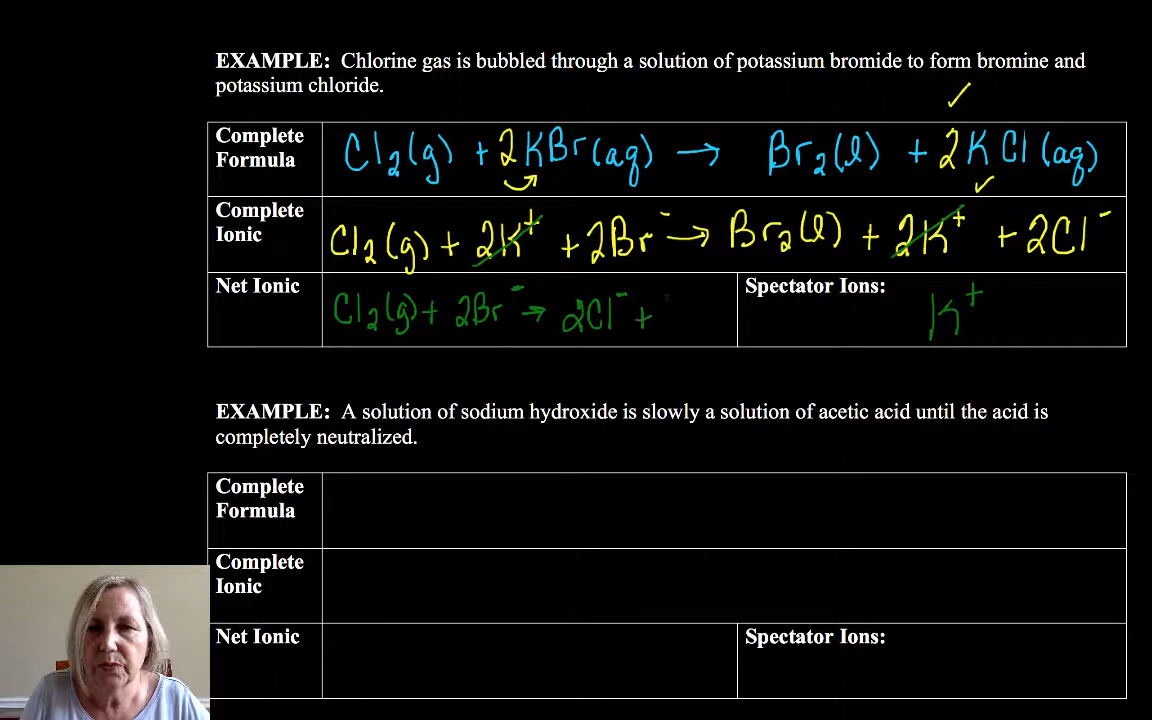 EXAMPLE: Chlorine gas is bubbled through a solution of potassium bromide to form bromine and
potassium chloride.
Complete
Formula
Cl₂(g) + 2KBr(aq) → Br₂(l) + 2KCl(aq)
Complete
Ionic
Cl₂(g) + 2K⁺ + 2Br⁻ → Br₂(l) + 2K⁺ + 2Cl⁻
Net Ionic
Cl₂(g) + 2Br⁻ → 2Cl⁻ +
Spectator Ions:
K⁺
EXAMPLE: A solution of sodium hydroxide is slowly a solution of acetic acid until the acid is
completely neutralized.
Complete
Formula
Complete
Ionic
Net Ionic
Spectator Ions: